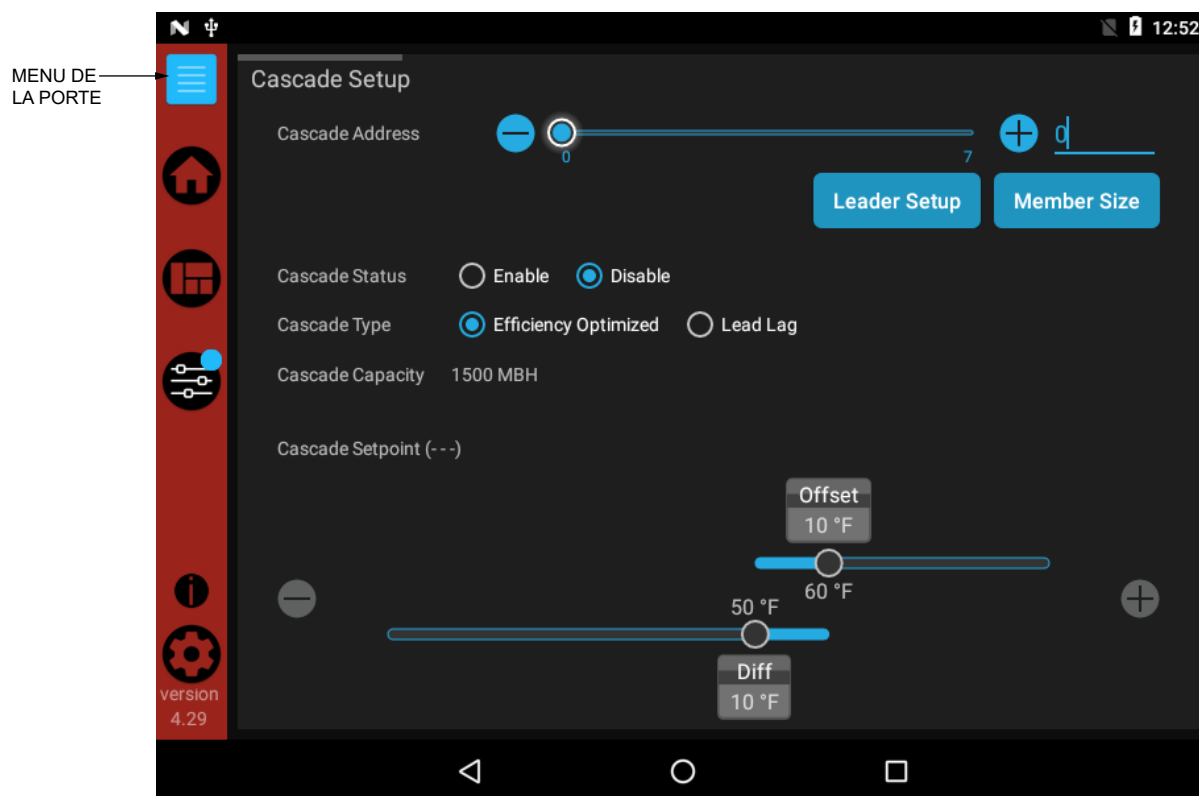 12:52
MENU DE
LA PORTE
Cascade Setup
Cascade Address
0
7
0
Leader Setup
Member Size
Cascade Status Enable Disable
Cascade Type Efficiency Optimized Lead Lag
Cascade Capacity 1500 MBH
Cascade Setpoint (---)
Offset
10 °F
60 °F
50 °F
Diff
10 °F
version
4.29